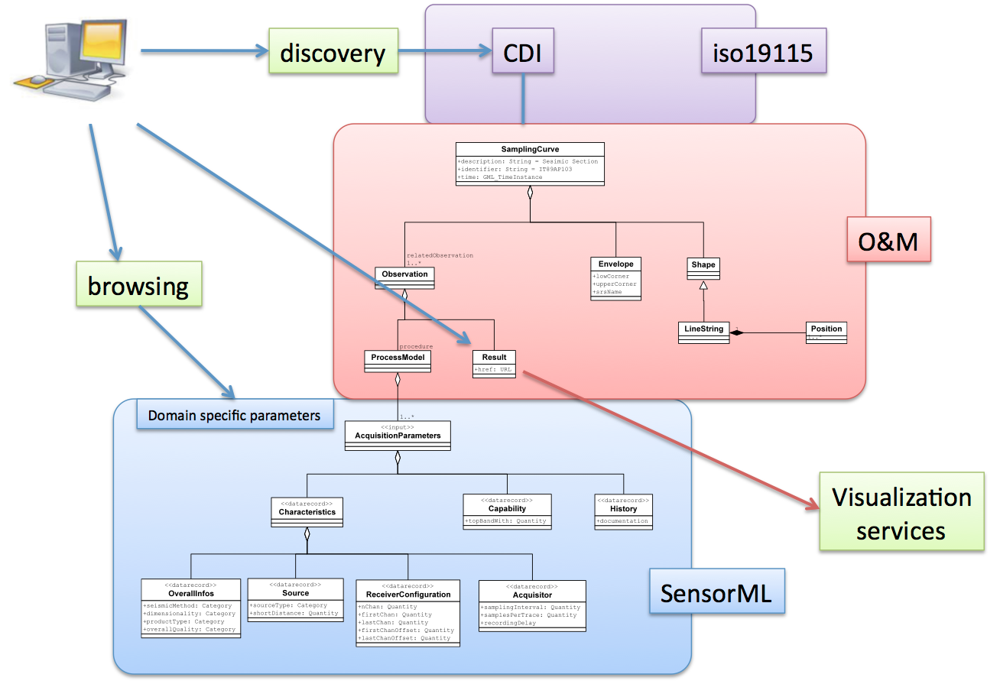 discovery
CDI
iso19115
SamplingCurve
+description: String = Sesimic Section
+identifier: String = IT89AP103
+time: GML_TimeInstance
O&M
relatedObservation
1..*
Observation
Envelope
+lowCorner
+upperCorner
+srsName
Shape
browsing
LineString
1
Position
1..*
procedure
ProcessModel
Result
+href: URL
Domain specific parameters
1..*
<<input>>
AcquisitionParameters
Visualization
services
<<datarecord>>
Characteristics
<<datarecord>>
Capability
+topBandWith: Quantity
<<datarecord>>
History
+documentation
SensorML
<<datarecord>>
OverallInfos
+seismicMethod: Category
+dimensionality: Category
+productType: Category
+overallQuality: Category
<<datarecord>>
Source
+sourceType: Category
+shortDistance: Quantity
<<datarecord>>
ReceiverConfiguration
+nChan: Quantity
+firstChan: Quantity
+lastChan: Quantity
+firstChanOffset: Quantity
+lastChanOffset: Quantity
<<datarecord>>
Acquisitor
+samplingInterval: Quantity
+samplesPerTrace: Quantity
+recordingDelay